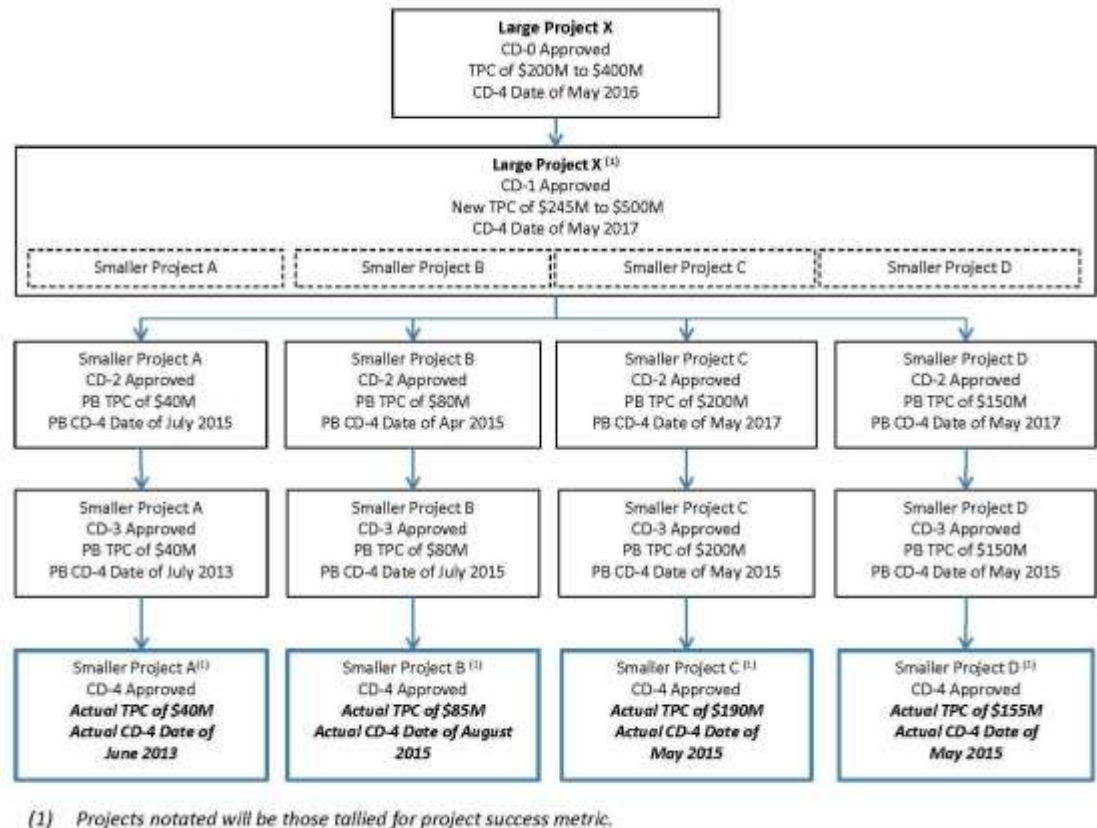 Large Project X
CD-0 Approved
TPC of $200M to $400M
CD-4 Date of May 2016
Large Project X (1)
CD-1 Approved
New TPC of $245M to $500M
CD-4 Date of May 2017
Smaller Project A
Smaller Project B
Smaller Project C
Smaller Project D
Smaller Project A
CD-2 Approved
PB TPC of $40M
PB CD-4 Date of July 2015
Smaller Project B
CD-2 Approved
PB TPC of $80M
PB CD-4 Date of Apr 2015
Smaller Project C
CD-2 Approved
PB TPC of $200M
PB CD-4 Date of May 2017
Smaller Project D
CD-2 Approved
PB TPC of $150M
PB CD-4 Date of May 2017
Smaller Project A
CD-3 Approved
PB TPC of $40M
PB CD-4 Date of July 2013
Smaller Project B
CD-3 Approved
PB TPC of $80M
PB CD-4 Date of July 2015
Smaller Project C
CD-3 Approved
PB TPC of $200M
PB CD-4 Date of May 2015
Smaller Project D
CD-3 Approved
PB TPC of $150M
PB CD-4 Date of May 2015
Smaller Project A(1)
CD-4 Approved
Actual TPC of $40M
Actual CD-4 Date of
June 2013
Smaller Project B (1)
CD-4 Approved
Actual TPC of $85M
Actual CD-4 Date of August
2015
Smaller Project C (1)
CD-4 Approved
Actual TPC of $190M
Actual CD-4 Date of
May 2015
Smaller Project D (1)
CD-4 Approved
Actual TPC of $155M
Actual CD-4 Date of
May 2015
(1) Projects notated will be those tallied for project success metric.